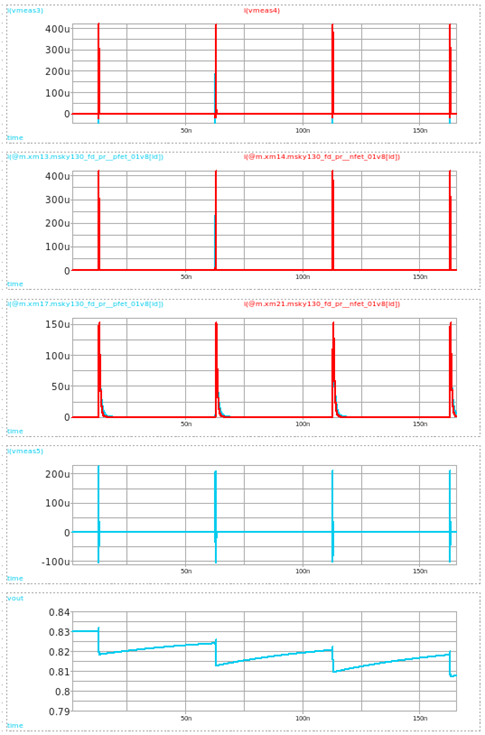 i(vmeas3) i(vmeas4)
400u
300u
200u
100u
0
50n 100n 150n
time
i(@m.xm13.msky130_fd_pr__pfet_01v8[id]) i(@m.xm14.msky130_fd_pr__nfet_01v8[id])
400u
300u
200u
100u
0
50n 100n 150n
time
i(@m.xm17.msky130_fd_pr__pfet_01v8[id]) i(@m.xm21.msky130_fd_pr__nfet_01v8[id])
150u
100u
50u
0
50n 100n 150n
time
i(vmeas5)
200u
100u
0
-100u
50n 100n 150n
time
vout
0.84
0.83
0.82
0.81
0.8
0.79
50n 100n 150n
time